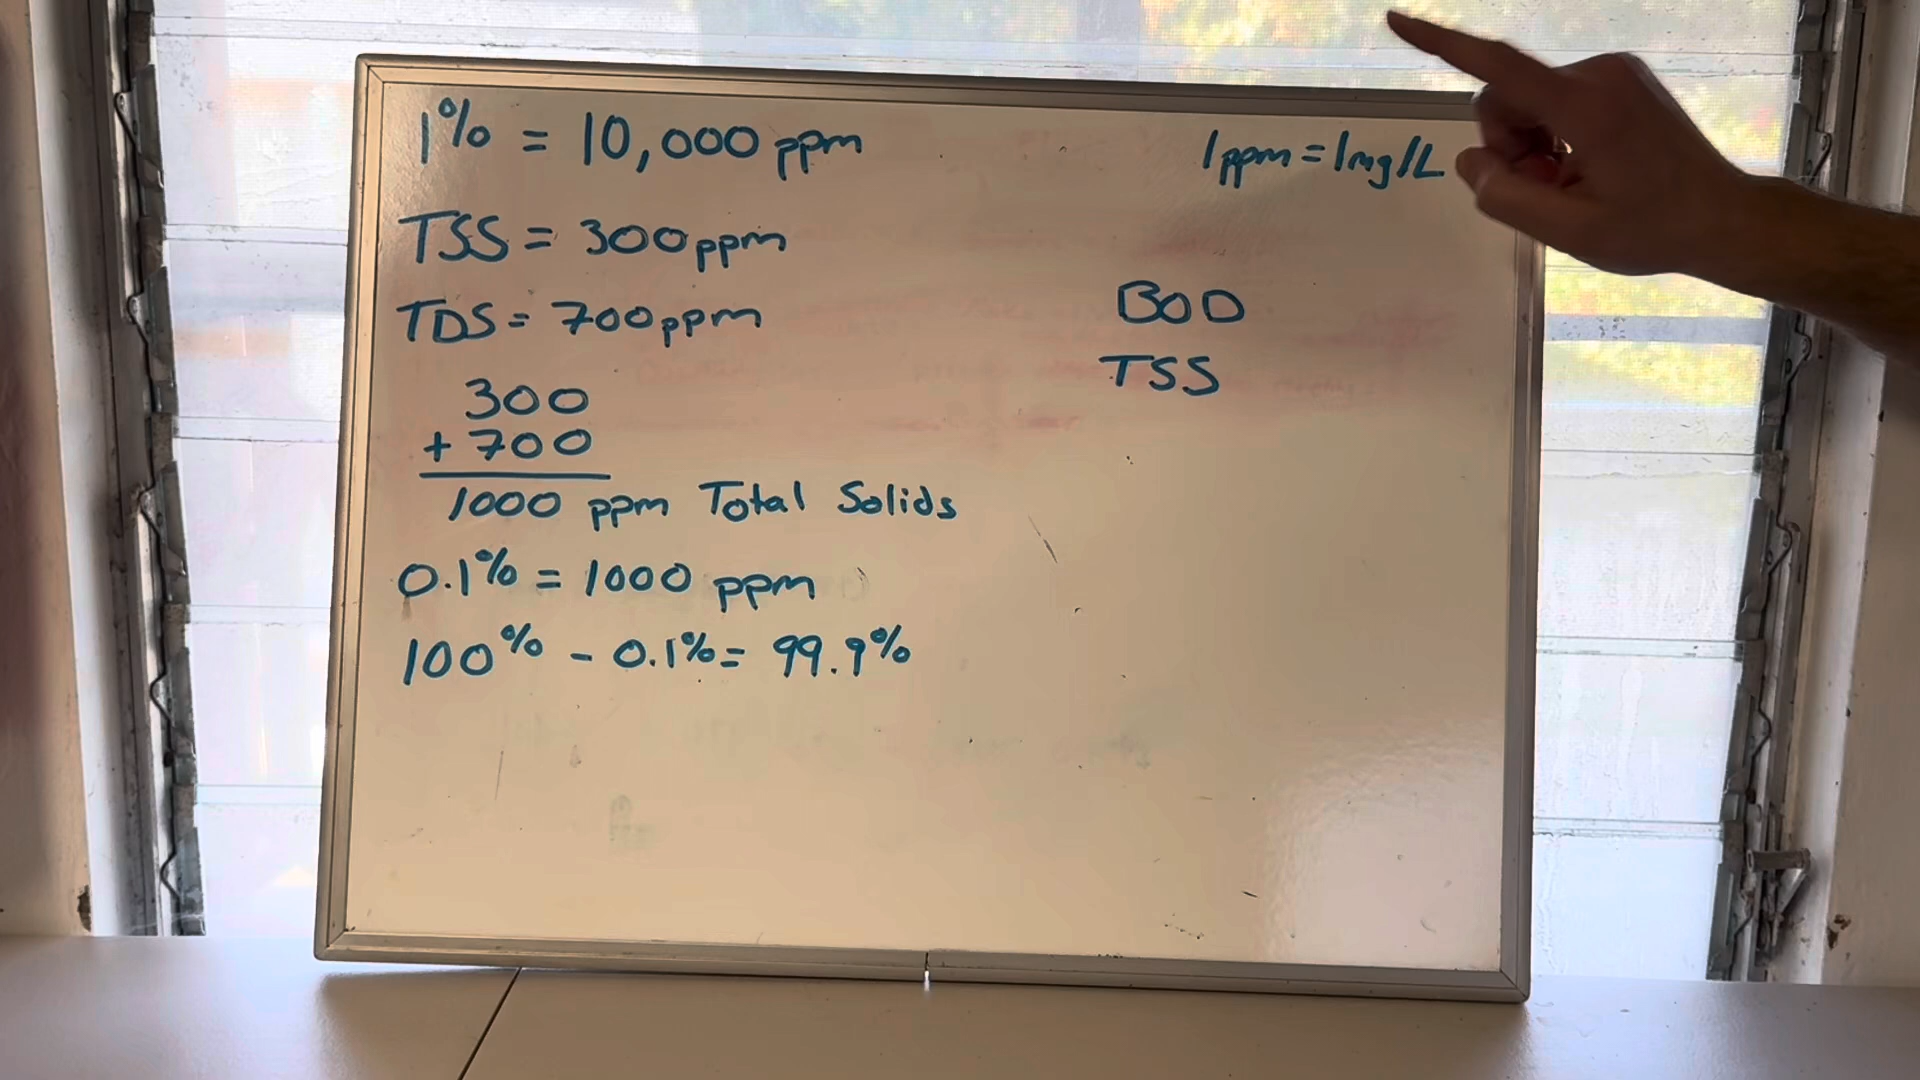 1% = 10,000 ppm
1ppm = 1mg/L
TSS = 300ppm
TDS = 700ppm
300
+ 700
1000 ppm Total Solids
0.1% = 1000 ppm
100% - 0.1% = 99.9%
BOD
TSS